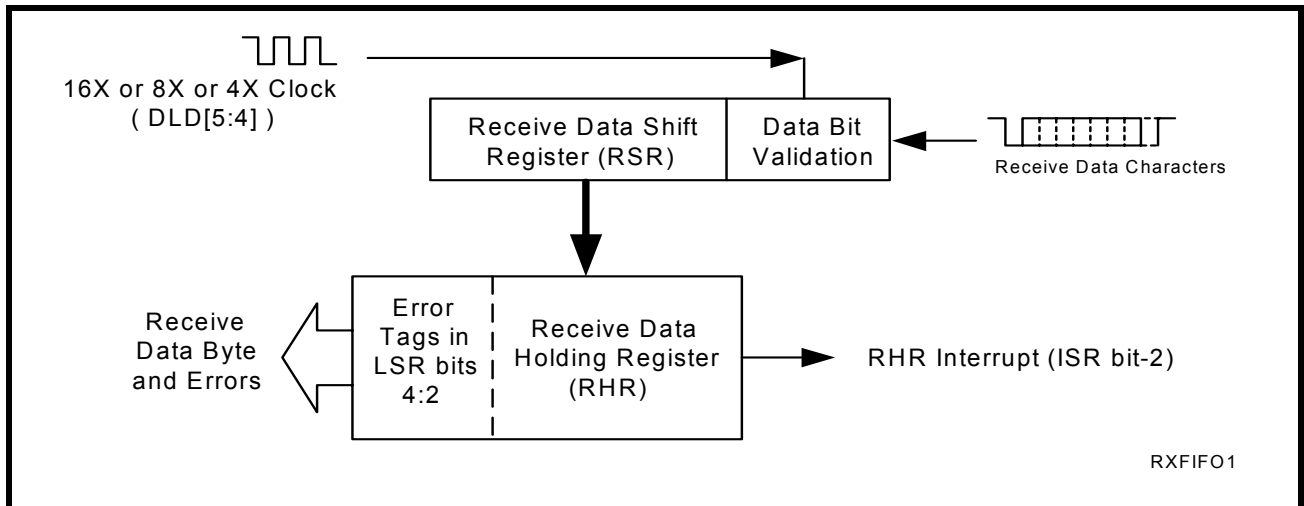 16X or 8X or 4X Clock
( DLD[5:4] )
Receive Data Shift
Register (RSR)
Data Bit
Validation
Receive Data Characters
Receive
Data Byte
and Errors
Error
Tags in
LSR bits
4:2
Receive Data
Holding Register
(RHR)
RHR Interrupt (ISR bit-2)
RXFIFO1